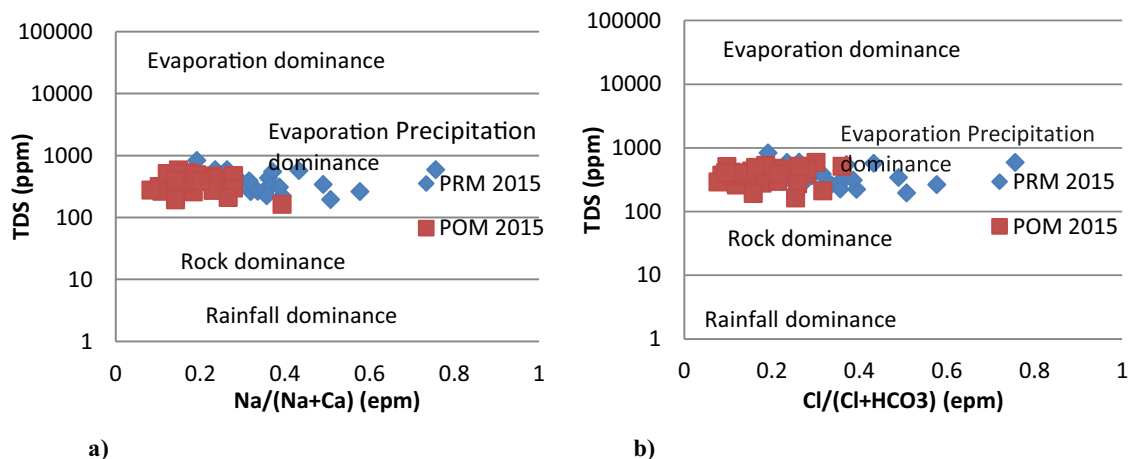 100000
10000
1000
100
10
1
TDS (ppm)
Evaporation dominance
Evaporation Precipitation
dominance
PRM 2015
POM 2015
Rock dominance
Rainfall dominance
0 0.2 0.4 0.6 0.8 1
Na/(Na+Ca) (epm)
a)
100000
10000
1000
100
10
1
TDS (ppm)
Evaporation dominance
Evaporation Precipitation
dominance
PRM 2015
POM 2015
Rock dominance
Rainfall dominance
0 0.2 0.4 0.6 0.8 1
Cl/(Cl+HCO3) (epm)
b)